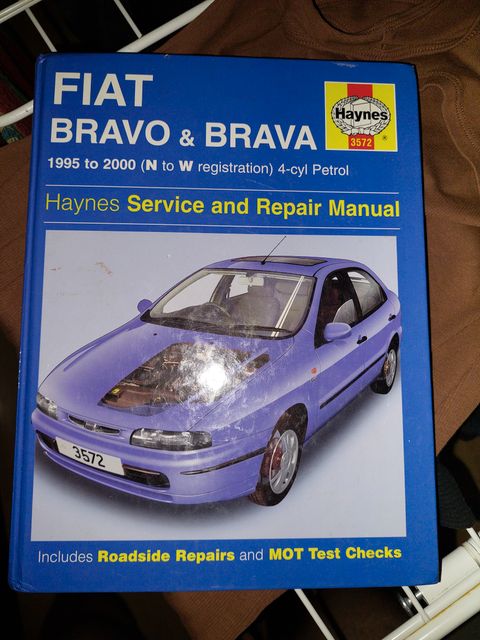 FIAT
BRAVO & BRAVA
Haynes
3572
®
1995 to 2000 (N to W registration) 4-cyl Petrol
Haynes Service and Repair Manual
3572
Includes Roadside Repairs and MOT Test Checks